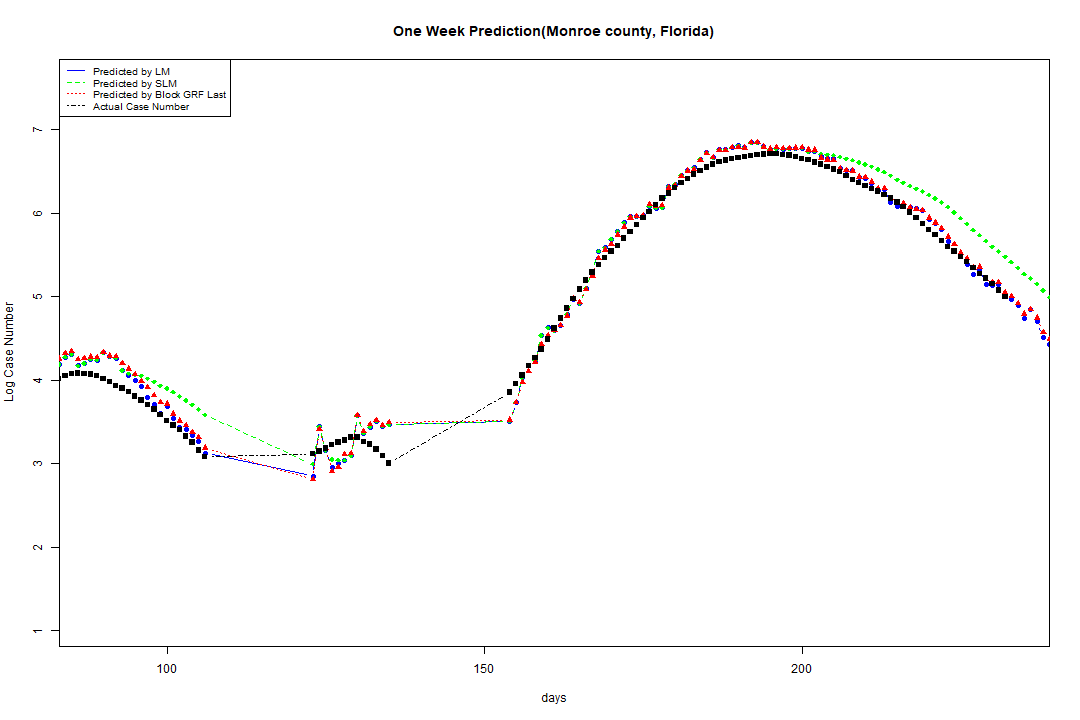 One Week Prediction(Monroe county, Florida)
Predicted by LM
Predicted by SLM
Predicted by Block GRF Last
Actual Case Number
7
6
5
4
3
2
1
Log Case Number
100 150 200
days